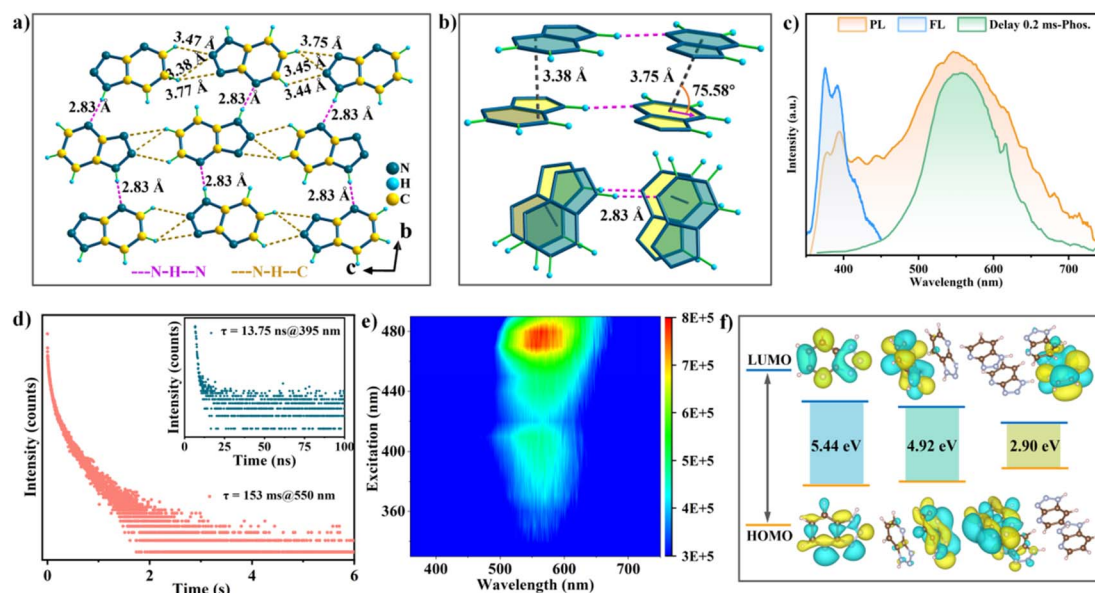 a)
3.47 Å
3.75 Å
3.38 Å
3.45 Å
3.77 Å
3.44 Å
2.83 Å
2.83 Å
2.83 Å
2.83 Å
2.83 Å
2.83 Å
N
H
C
b
c
---N-H--N
---N-H-C
b)
3.38 Å
3.75 Å
75.58°
2.83 Å
c)
PL
FL
Delay 0.2 ms-Phos.
Intensity (a.u.)
400
500
600
700
Wavelength (nm)
d)
τ = 13.75 ns@395 nm
Intensity (counts)
0
25
50
75
100
Time (ns)
τ = 153 ms@550 nm
Intensity (counts)
0
2
4
6
Time (s)
e)
480
440
400
360
Excitation (nm)
400
500
600
700
Wavelength (nm)
8E+5
7E+5
6E+5
5E+5
4E+5
3E+5
f)
LUMO
5.44 eV
4.92 eV
2.90 eV
HOMO